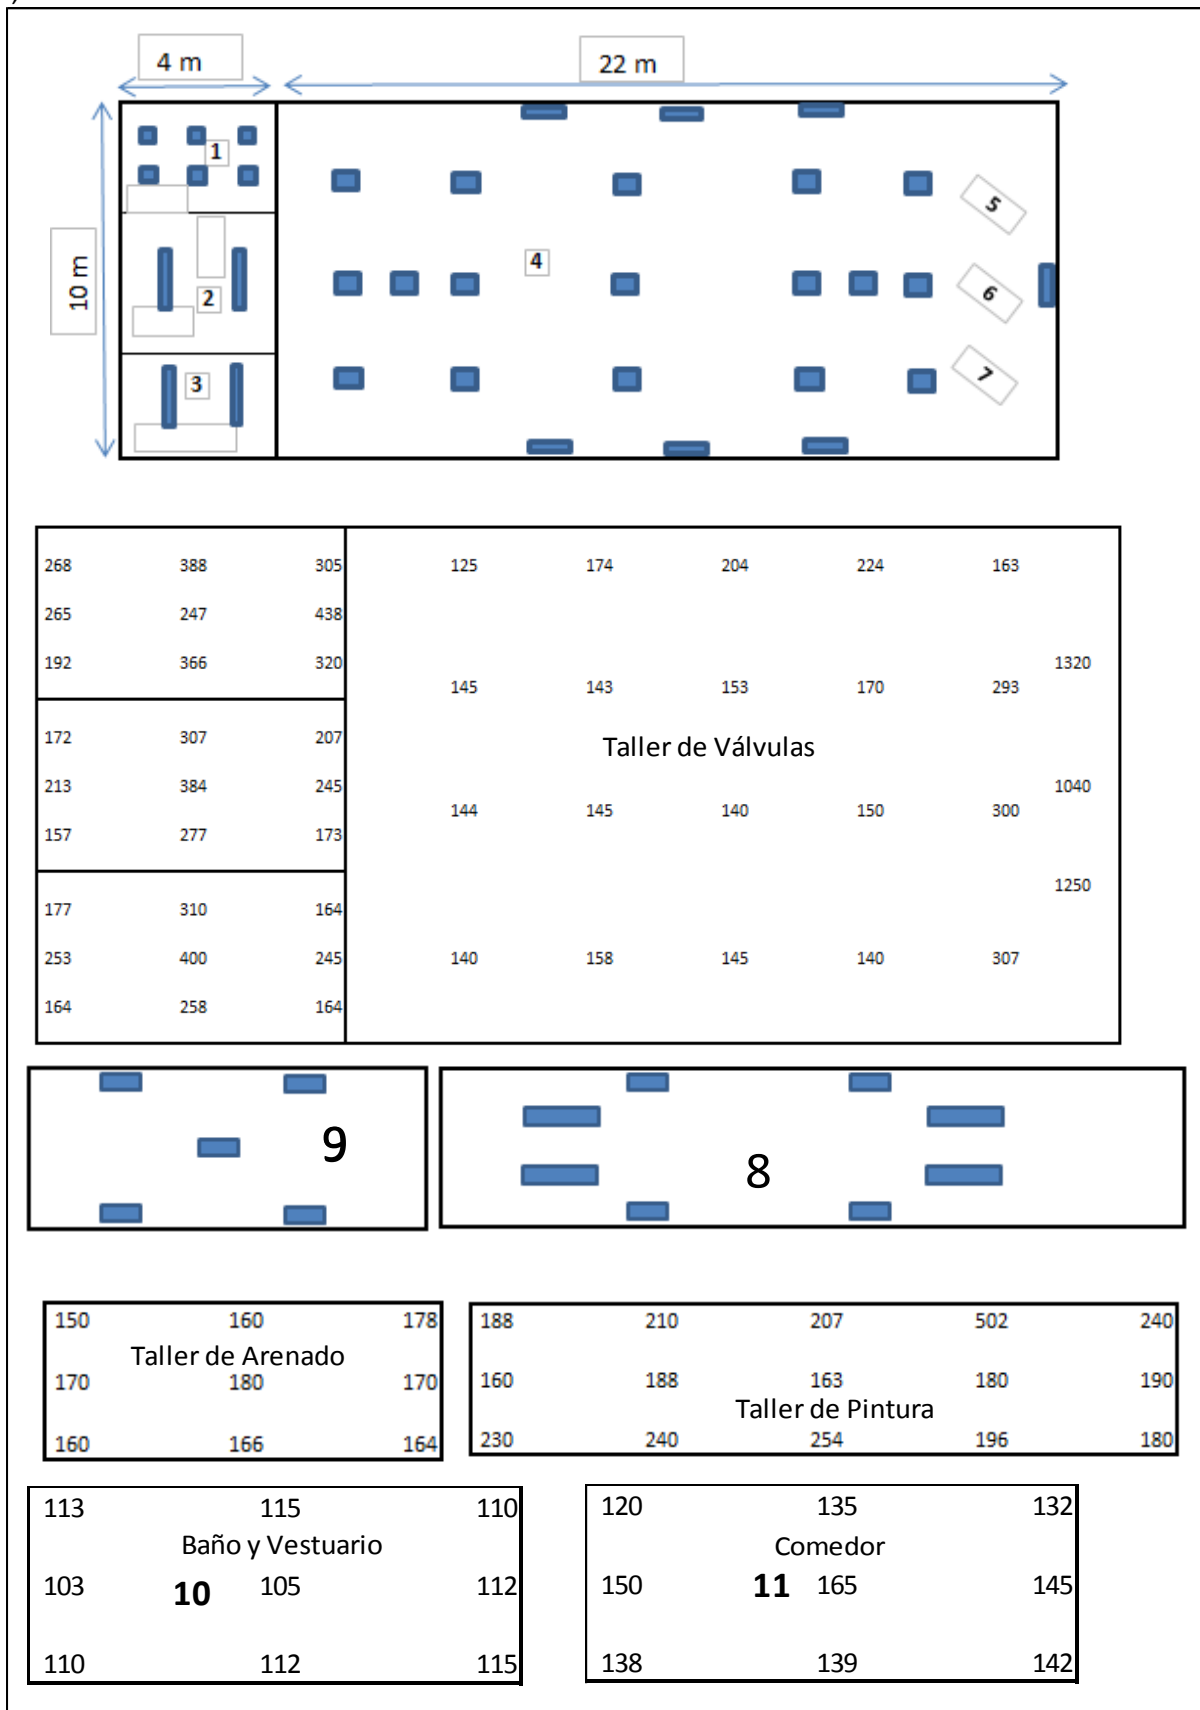 4 m 22 m
1
5
4
10 m
2
6
3
7
268 388 305 125 174 204 224 163
265 247 438
192 366 320 1320
145 143 153 170 293
172 307 207 Taller de Válvulas
213 384 245 1040
144 145 140 150 300
157 277 173
1250
177 310 164
253 400 245 140 158 145 140 307
164 258 164
9
8
150 160 178
Taller de Arenado
170 180 170
160 166 164
188 210 207 502 240
160 188 163 180 190
Taller de Pintura
230 240 254 196 180
113 115 110
Baño y Vestuario
103 10 105 112
110 112 115
120 135 132
Comedor
150 11 165 145
138 139 142